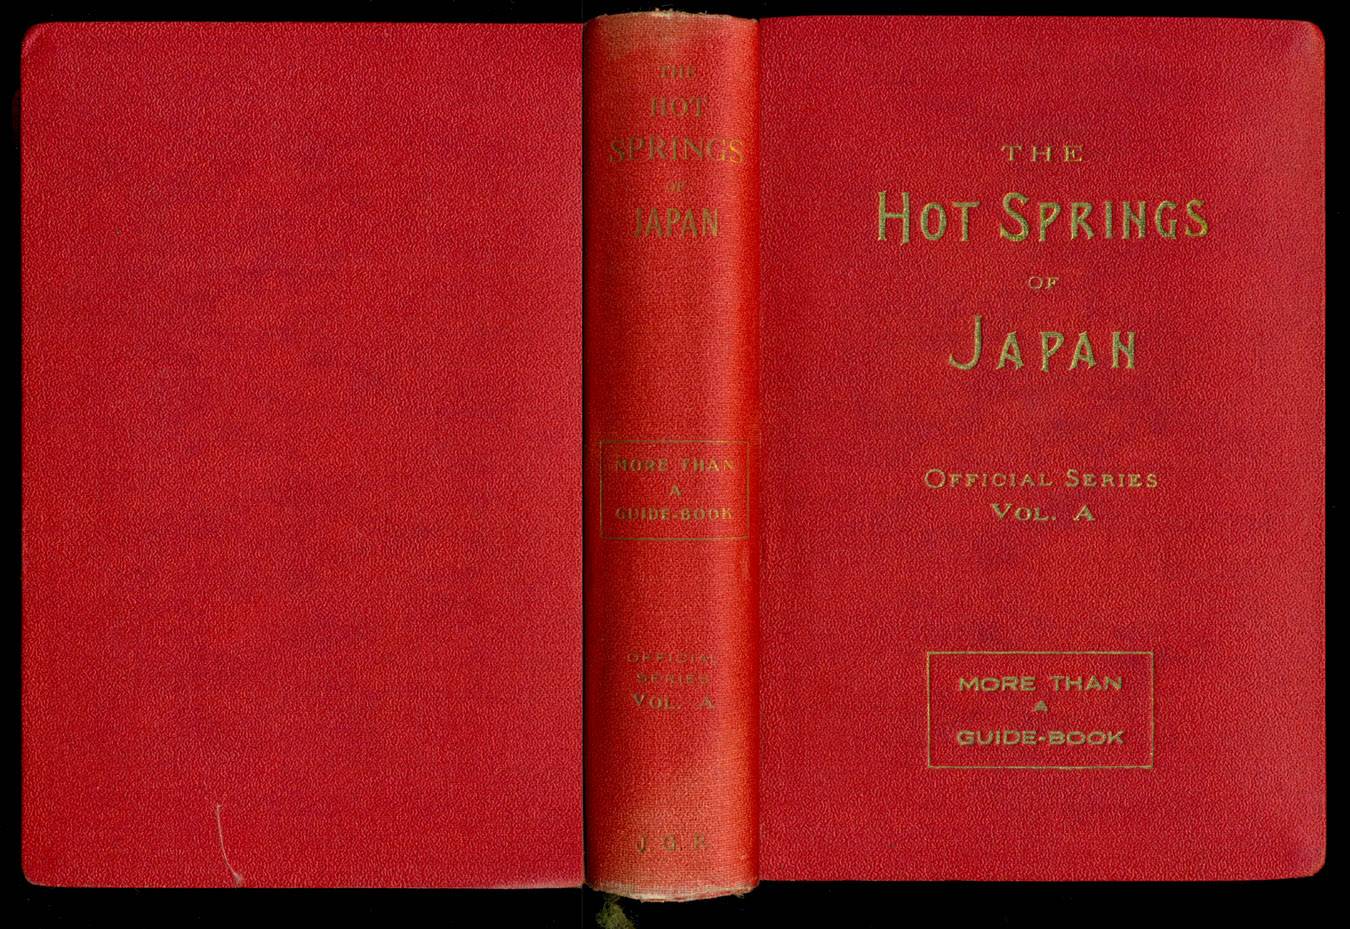 THE
HOT
SPRINGS
OF
JAPAN
MORE THAN
A
GUIDE-BOOK
OFFICIAL
SERIES
VOL. A
J. G. R.
THE
HOT SPRINGS
OF
JAPAN
OFFICIAL SERIES
VOL. A
MORE THAN
A
GUIDE-BOOK